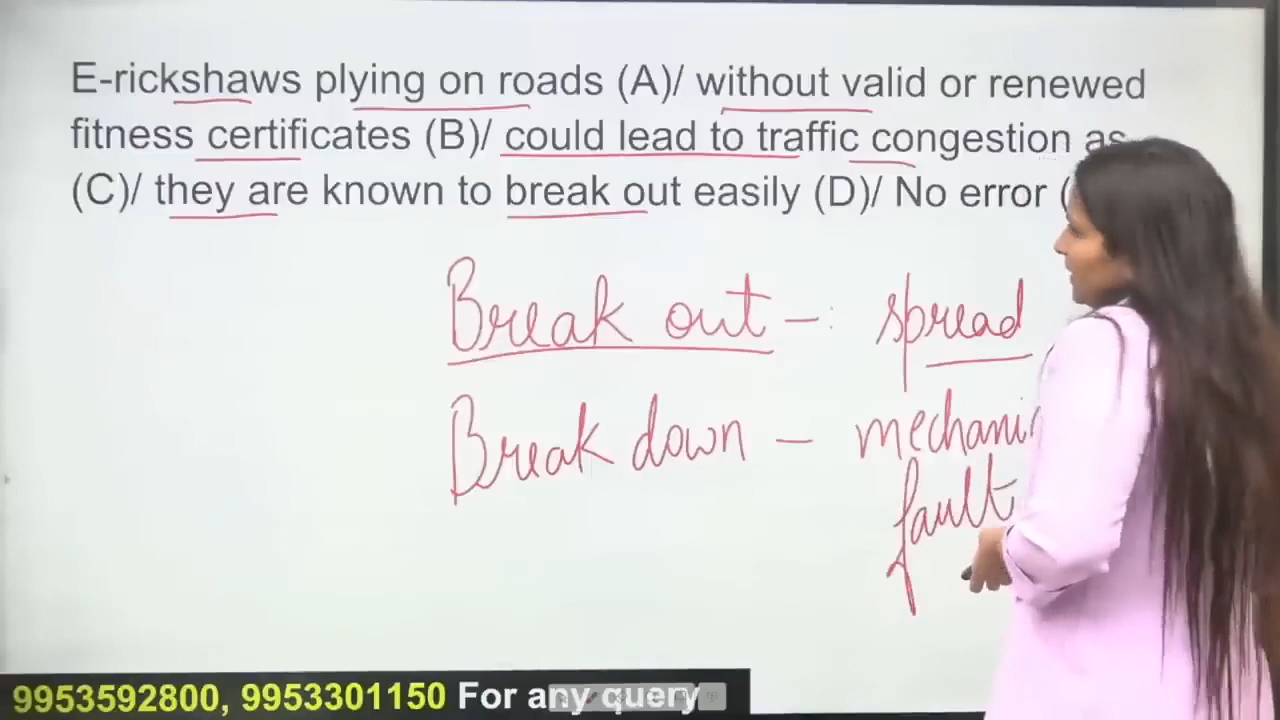 E-rickshaws plying on roads (A)/ without valid or renewed
fitness certificates (B)/ could lead to traffic congestion as
(C)/ they are known to break out easily (D)/ No error (
Break out - : spread
Break down - mechani
fault
9953592800, 9953301150 For any query